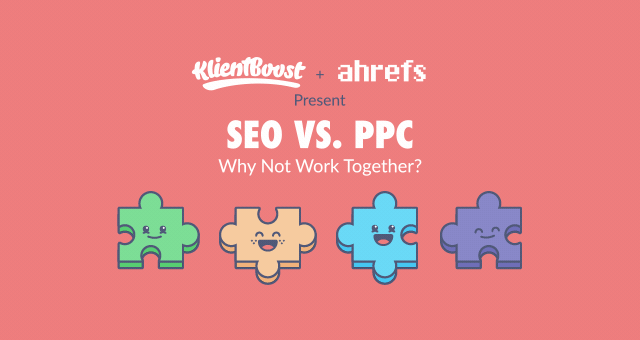 KlientBoost + ahrefs
Present
SEO VS. PPC
Why Not Work Together?